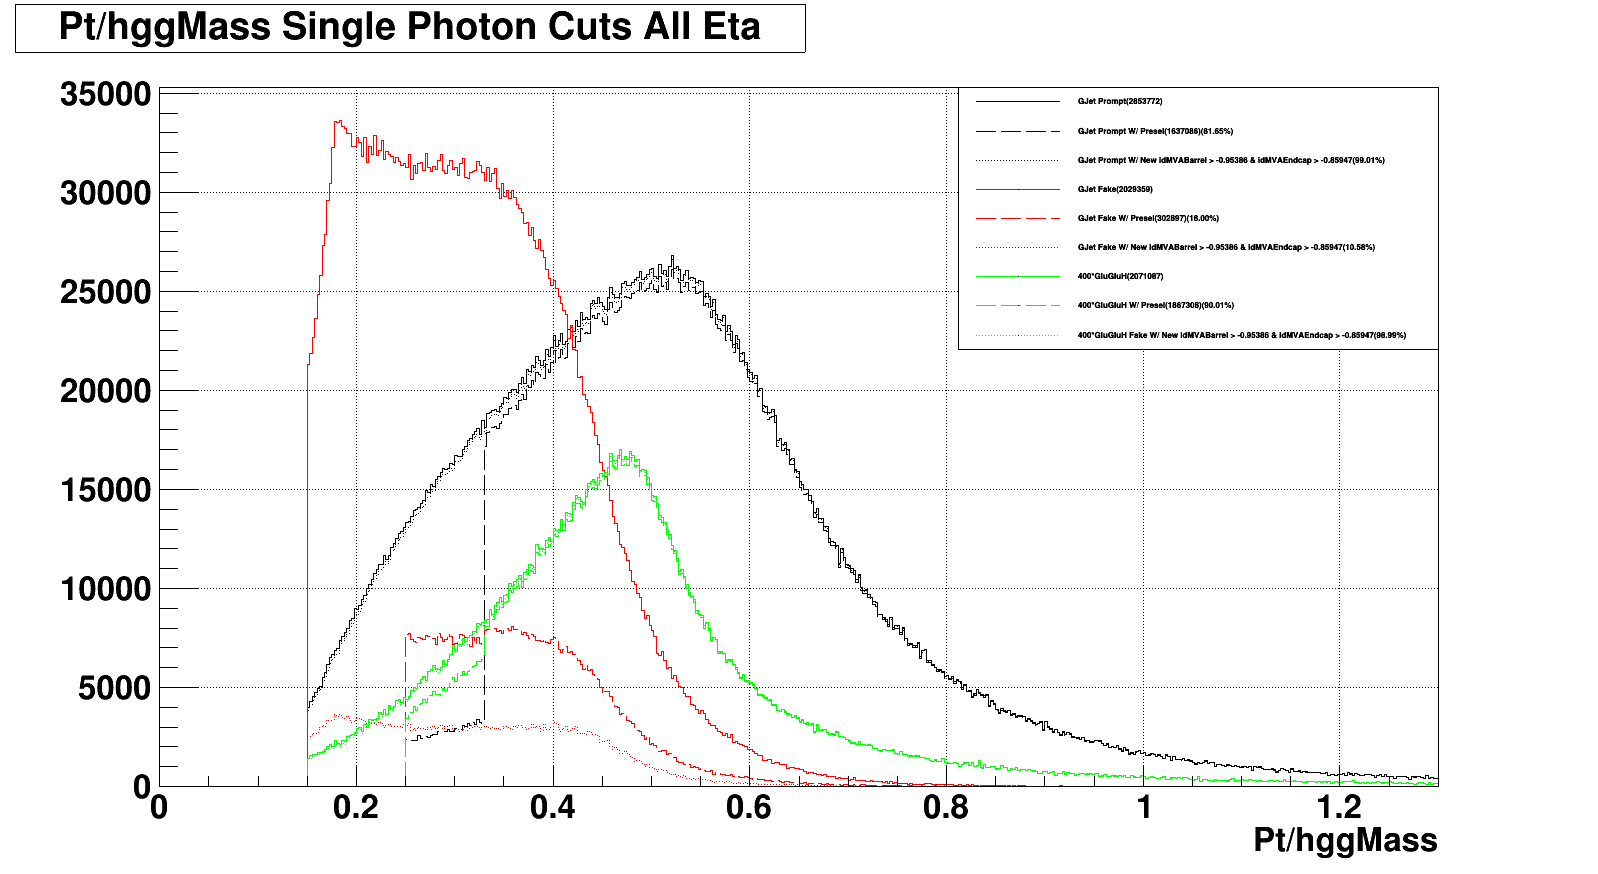 Pt/hggMass Single Photon Cuts All Eta
35000
30000
25000
20000
15000
10000
5000
0
GJet Prompt(2853772)
GJet Prompt W/ Presel(1637086)(81.65%)
GJet Prompt W/ New idMVABarrel > -0.95386 & idMVAEndcap > -0.85947(99.01%)
GJet Fake(2029359)
GJet Fake W/ Presel(302897)(18.00%)
GJet Fake W/ New idMVABarrel > -0.95386 & idMVAEndcap > -0.85947(10.58%)
400*GluGluH(2071087)
400*GluGluH W/ Presel(1867308)(90.01%)
400*GluGluH Fake W/ New idMVABarrel > -0.95386 & idMVAEndcap > -0.85947(98.99%)
0 0.2 0.4 0.6 0.8 1 1.2
Pt/hggMass